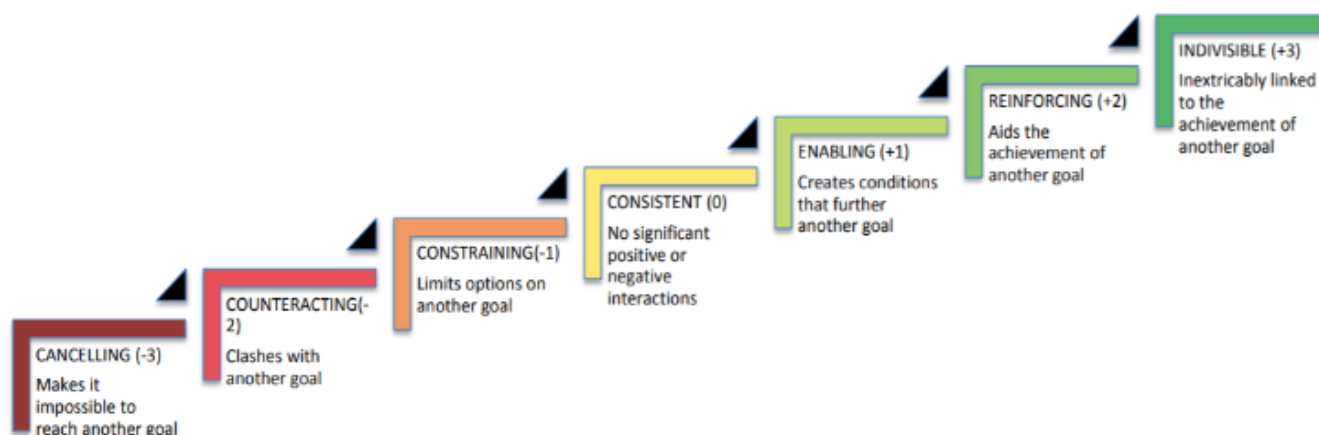 CANCELLING (-3)
Makes it
impossible to
reach another goal
COUNTERACTING(-
2)
Clashes with
another goal
CONSTRAINING(-1)
Limits options on
another goal
CONSISTENT (0)
No significant
positive or
negative
interactions
ENABLING (+1)
Creates conditions
that further
another goal
REINFORCING (+2)
Aids the
achievement of
another goal
INDIVISIBLE (+3)
Inextricably linked
to the
achievement of
another goal